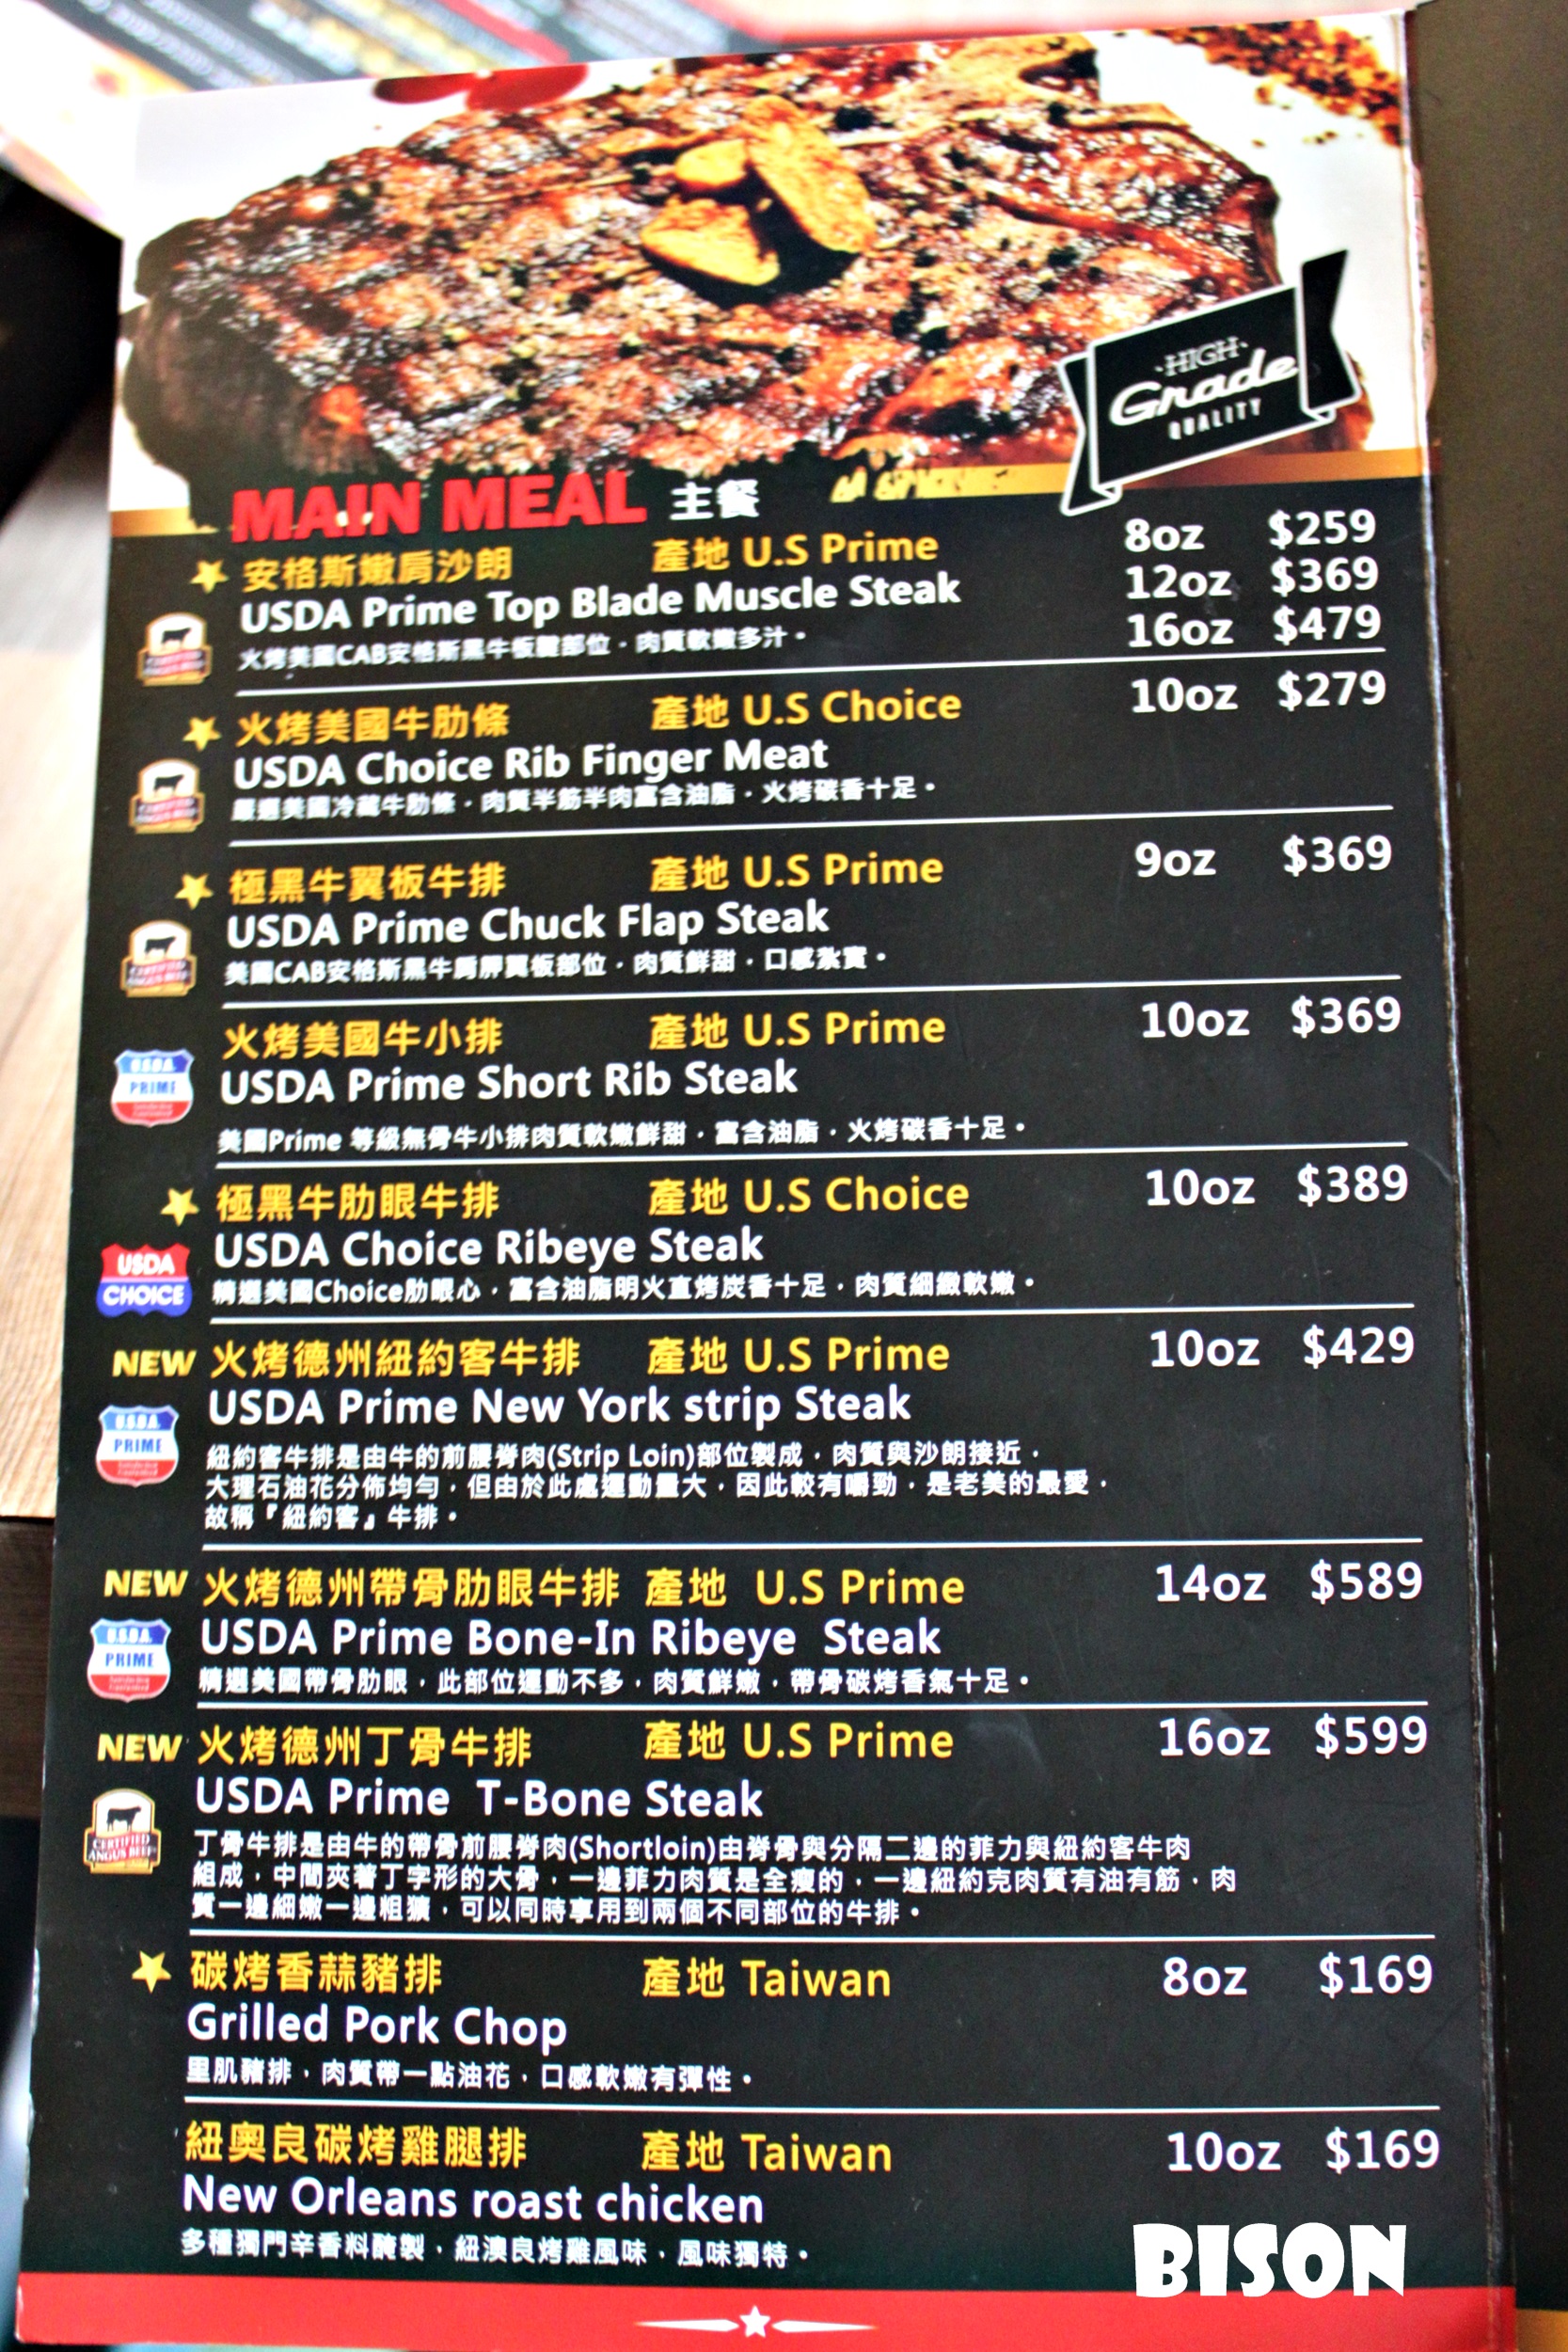 HIGH
Grade
QUALITY
MAIN MEAL 主餐
安格斯嫩肩沙朗 產地 U.S Prime 8oz $259
USDA Prime Top Blade Muscle Steak 12oz $369
火烤美國CAB安格斯黑牛板腱部位，肉質軟嫩多汁。 16oz $479
CERTIFIED
ANGUS BEEF
火烤美國牛肋條 產地 U.S Choice 10oz $279
USDA Choice Rib Finger Meat
嚴選美國冷藏牛肋條，肉質半筋半肉富含油脂，火烤碳香十足。
CERTIFIED
ANGUS BEEF
極黑牛翼板牛排 產地 U.S Prime 9oz $369
USDA Prime Chuck Flap Steak
美國CAB安格斯黑牛肩胛翼板部位，肉質鮮甜，口感紮實。
CERTIFIED
ANGUS BEEF
火烤美國牛小排 產地 U.S Prime 10oz $369
U.S.D.A.
PRIME
USDA Prime Short Rib Steak
美國Prime 等級無骨牛小排肉質軟嫩鮮甜，富含油脂，火烤碳香十足。
極黑牛肋眼牛排 產地 U.S Choice 10oz $389
USDA Choice Ribeye Steak
USDA
CHOICE
精選美國Choice肋眼心，富含油脂明火直烤炭香十足，肉質細緻軟嫩。
NEW 火烤德州紐約客牛排 產地 U.S Prime 10oz $429
USDA Prime New York strip Steak
U.S.D.A.
PRIME
紐約客牛排是由牛的前腰脊肉(Strip Loin)部位製成，肉質與沙朗接近，
大理石油花分佈均勻，但由於此處運動量大，因此較有嚼勁，是老美的最愛，
故稱『紐約客』牛排。
NEW 火烤德州帶骨肋眼牛排 產地 U.S Prime 14oz $589
USDA Prime Bone-In Ribeye Steak
U.S.D.A.
PRIME
精選美國帶骨肋眼，此部位運動不多，肉質鮮嫩，帶骨碳烤香氣十足。
NEW 火烤德州丁骨牛排 產地 U.S Prime 16oz $599
USDA Prime T-Bone Steak
CERTIFIED
ANGUS BEEF
丁骨牛排是由牛的帶骨前腰脊肉(Shortloin)由脊骨與分隔二邊的菲力與紐約客牛肉
組成，中間夾著丁字形的大骨，一邊菲力肉質是全瘦的，一邊紐約克肉質有油有筋，肉
質一邊細嫩一邊粗獷，可以同時享用到兩個不同部位的牛排。
碳烤香蒜豬排 產地 Taiwan 8oz $169
Grilled Pork Chop
里肌豬排，肉質帶一點油花，口感軟嫩有彈性。
紐奧良碳烤雞腿排 產地 Taiwan 10oz $169
New Orleans roast chicken
多種獨門辛香料醃製，紐澳良烤雞風味，風味獨特。
BISON